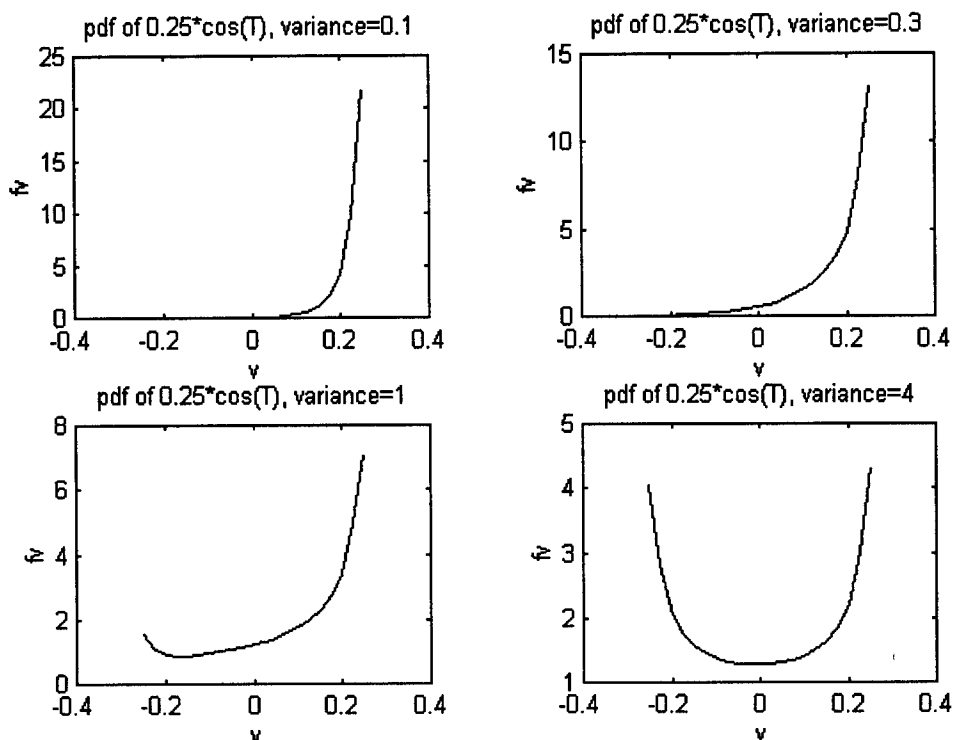 pdf of 0.25*cos(T), variance=0.1
25
20
15
10
5
0
fv
-0.4 -0.2 0 0.2 0.4
v
pdf of 0.25*cos(T), variance=0.3
15
10
5
0
fv
-0.4 -0.2 0 0.2 0.4
v
pdf of 0.25*cos(T), variance=1
8
6
4
2
0
fv
-0.4 -0.2 0 0.2 0.4
v
pdf of 0.25*cos(T), variance=4
5
4
3
2
1
fv
-0.4 -0.2 0 0.2 0.4
v